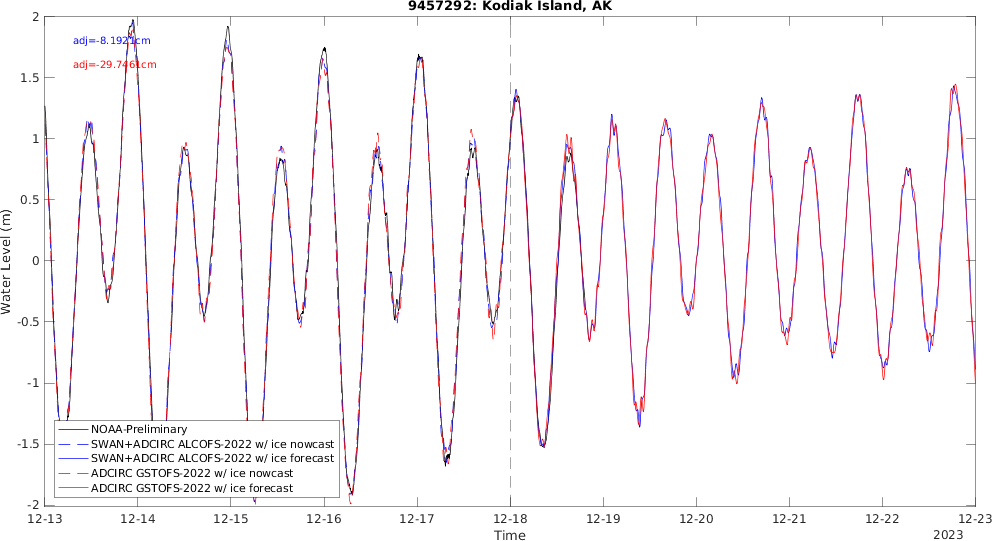 9457292: Kodiak Island, AK
adj=-8.1921cm
adj=-29.7461cm
2
1.5
1
0.5
0
-0.5
-1
-1.5
-2
Water Level (m)
NOAA-Preliminary
SWAN+ADCIRC ALCOFS-2022 w/ ice nowcast
SWAN+ADCIRC ALCOFS-2022 w/ ice forecast
ADCIRC GSTOFS-2022 w/ ice nowcast
ADCIRC GSTOFS-2022 w/ ice forecast
12-13 12-14 12-15 12-16 12-17 12-18 12-19 12-20 12-21 12-22 12-23
Time
2023